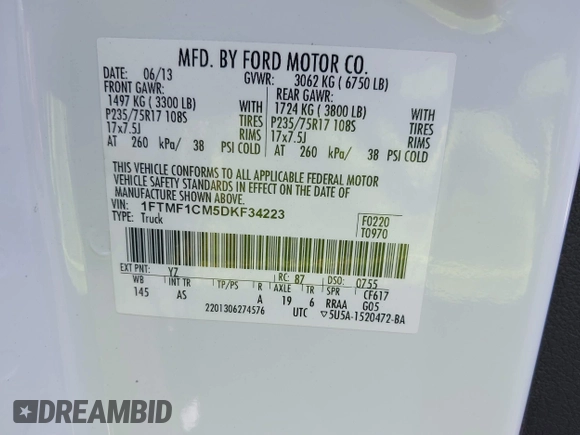 MFD. BY FORD MOTOR CO.
DATE: 06/13 GVWR: 3062 KG ( 6750 LB)
FRONT GAWR: REAR GAWR:
1497 KG ( 3300 LB) 1724 KG ( 3800 LB)
P235/75R17 108S TIRES P235/75R17 108S TIRES
17x7.5J RIMS 17x7.5J RIMS
AT 260 kPa/ 38 PSI COLD AT 260 kPa/ 38 PSI COLD
THIS VEHICLE CONFORMS TO ALL APPLICABLE FEDERAL MOTOR
VEHICLE SAFETY STANDARDS IN EFFECT ON THE DATE OF
MANUFACTURE SHOWN ABOVE.
VIN: 1FTMF1CM5DKF34223
TYPE: Truck
F0220
T0970
EXT PNT: YZ RC: 87 DSO: 0755
WB INT TR TP/PS R AXLE TR SPR CF617
145 AS A 19 6 RRAA G05
2201306274576 UTC ▽5U5A-1520472-BA
DREAMBID